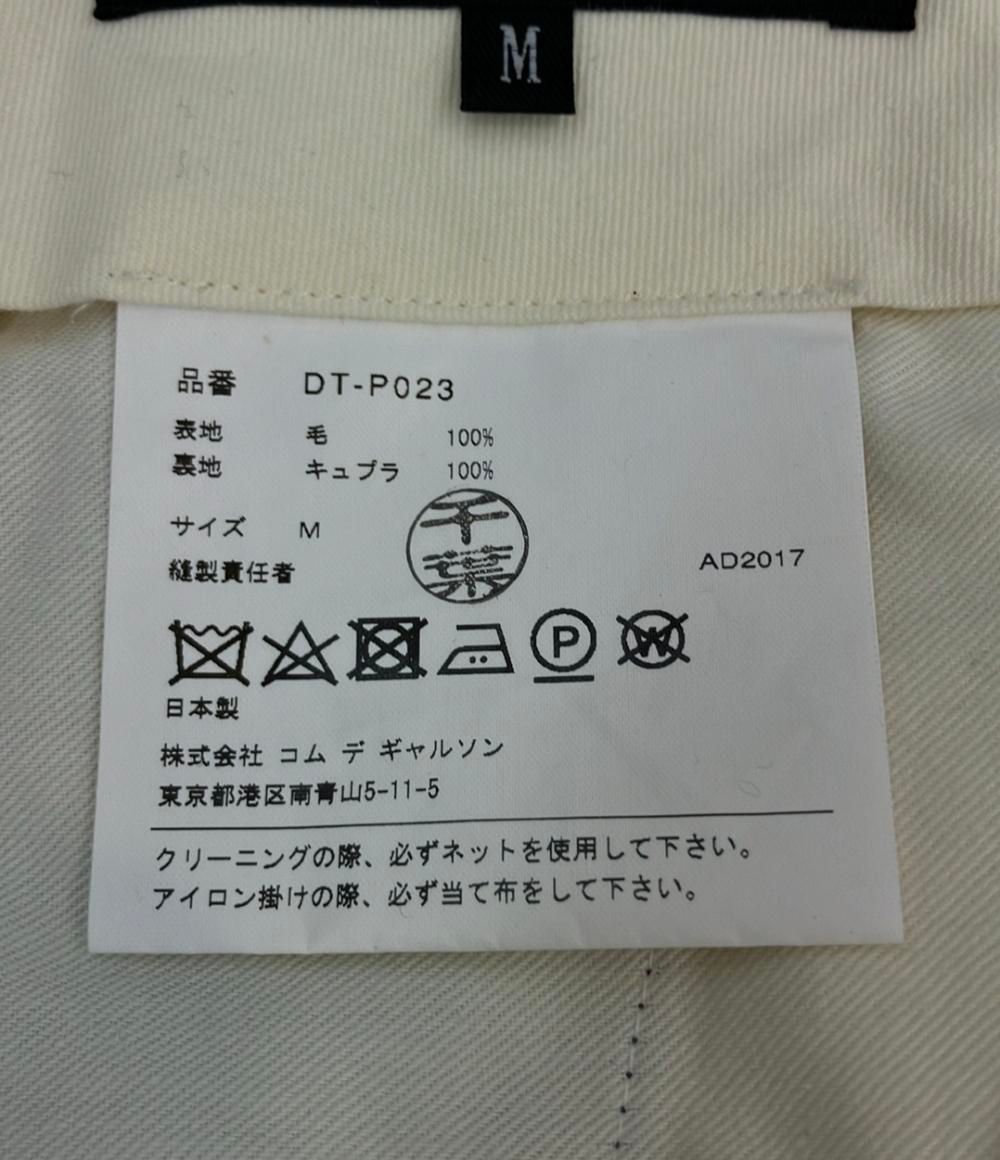 M
品番 DT-P023
表地 毛 100%
裏地 キュプラ 100%
サイズ M
縫製責任者 千葉 AD2017
P W
日本製
株式会社 コム デ ギャルソン
東京都港区南青山5-11-5
クリーニングの際、必ずネットを使用して下さい。
アイロン掛けの際、必ず当て布をして下さい。